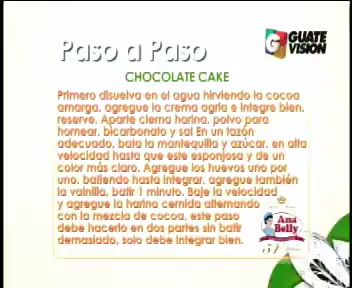 Paso a Paso
GUATE
VISION
CHOCOLATE CAKE
Primero disuelva en el agua hirviendo la cocoa
amarga, agregue la crema agria e integre bien,
reserve. Aparte cierna harina, polvo para
hornear, bicarbonato y sal En un tazón
adecuado, bata la mantequilla y azúcar, en alta
velocidad hasta que este esponjosa y de un
color más claro. Agregue los huevos uno por
uno, batiendo hasta integrar, agregue también
la vainilla, batir 1 minuto. Baje la velocidad
y agregue la harina cernida alternando
con la mezcla de cocoa, este paso
debe hacerlo en dos partes sin batir
demasiado, solo debe integrar bien.
Ana
Belly